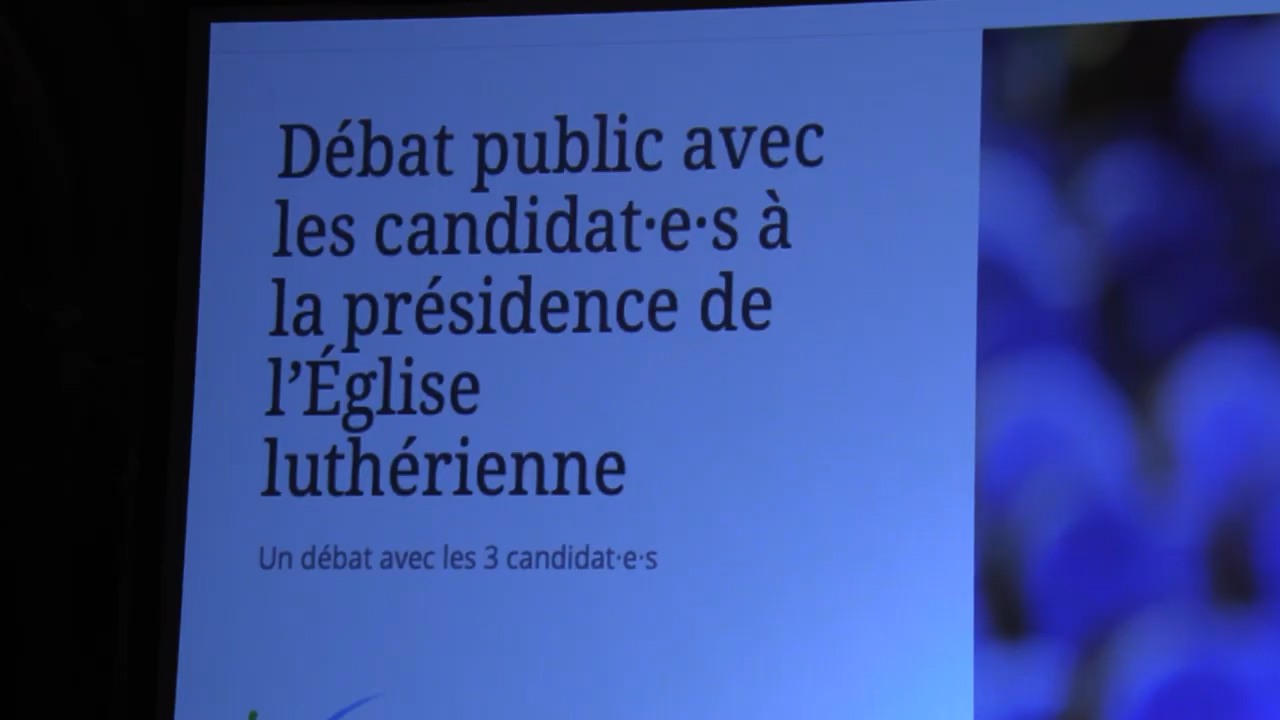 Débat public avec
les candidat·e·s à
la présidence de
l’Église
luthérienne
Un débat avec les 3 candidat·e·s